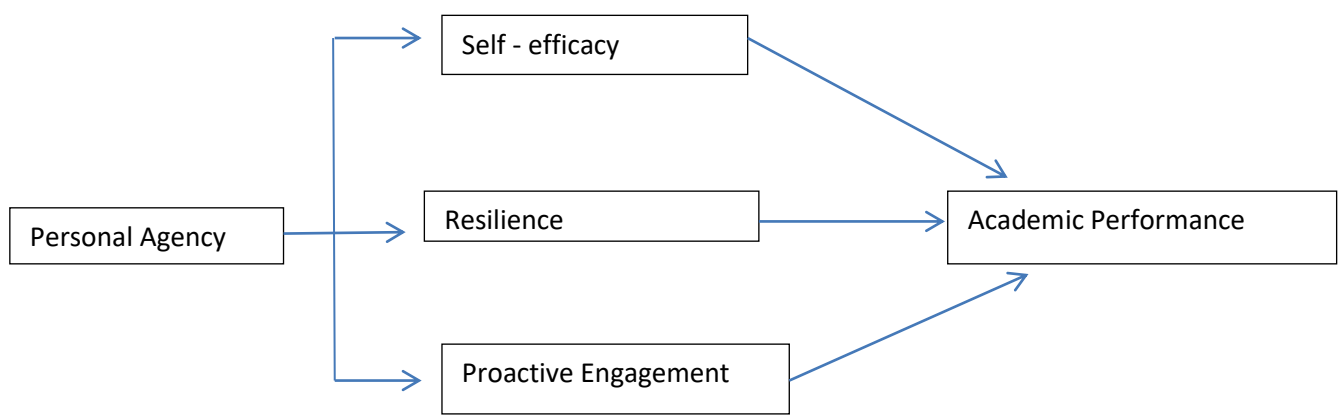 Self - efficacy
Personal Agency
Resilience
Academic Performance
Proactive Engagement